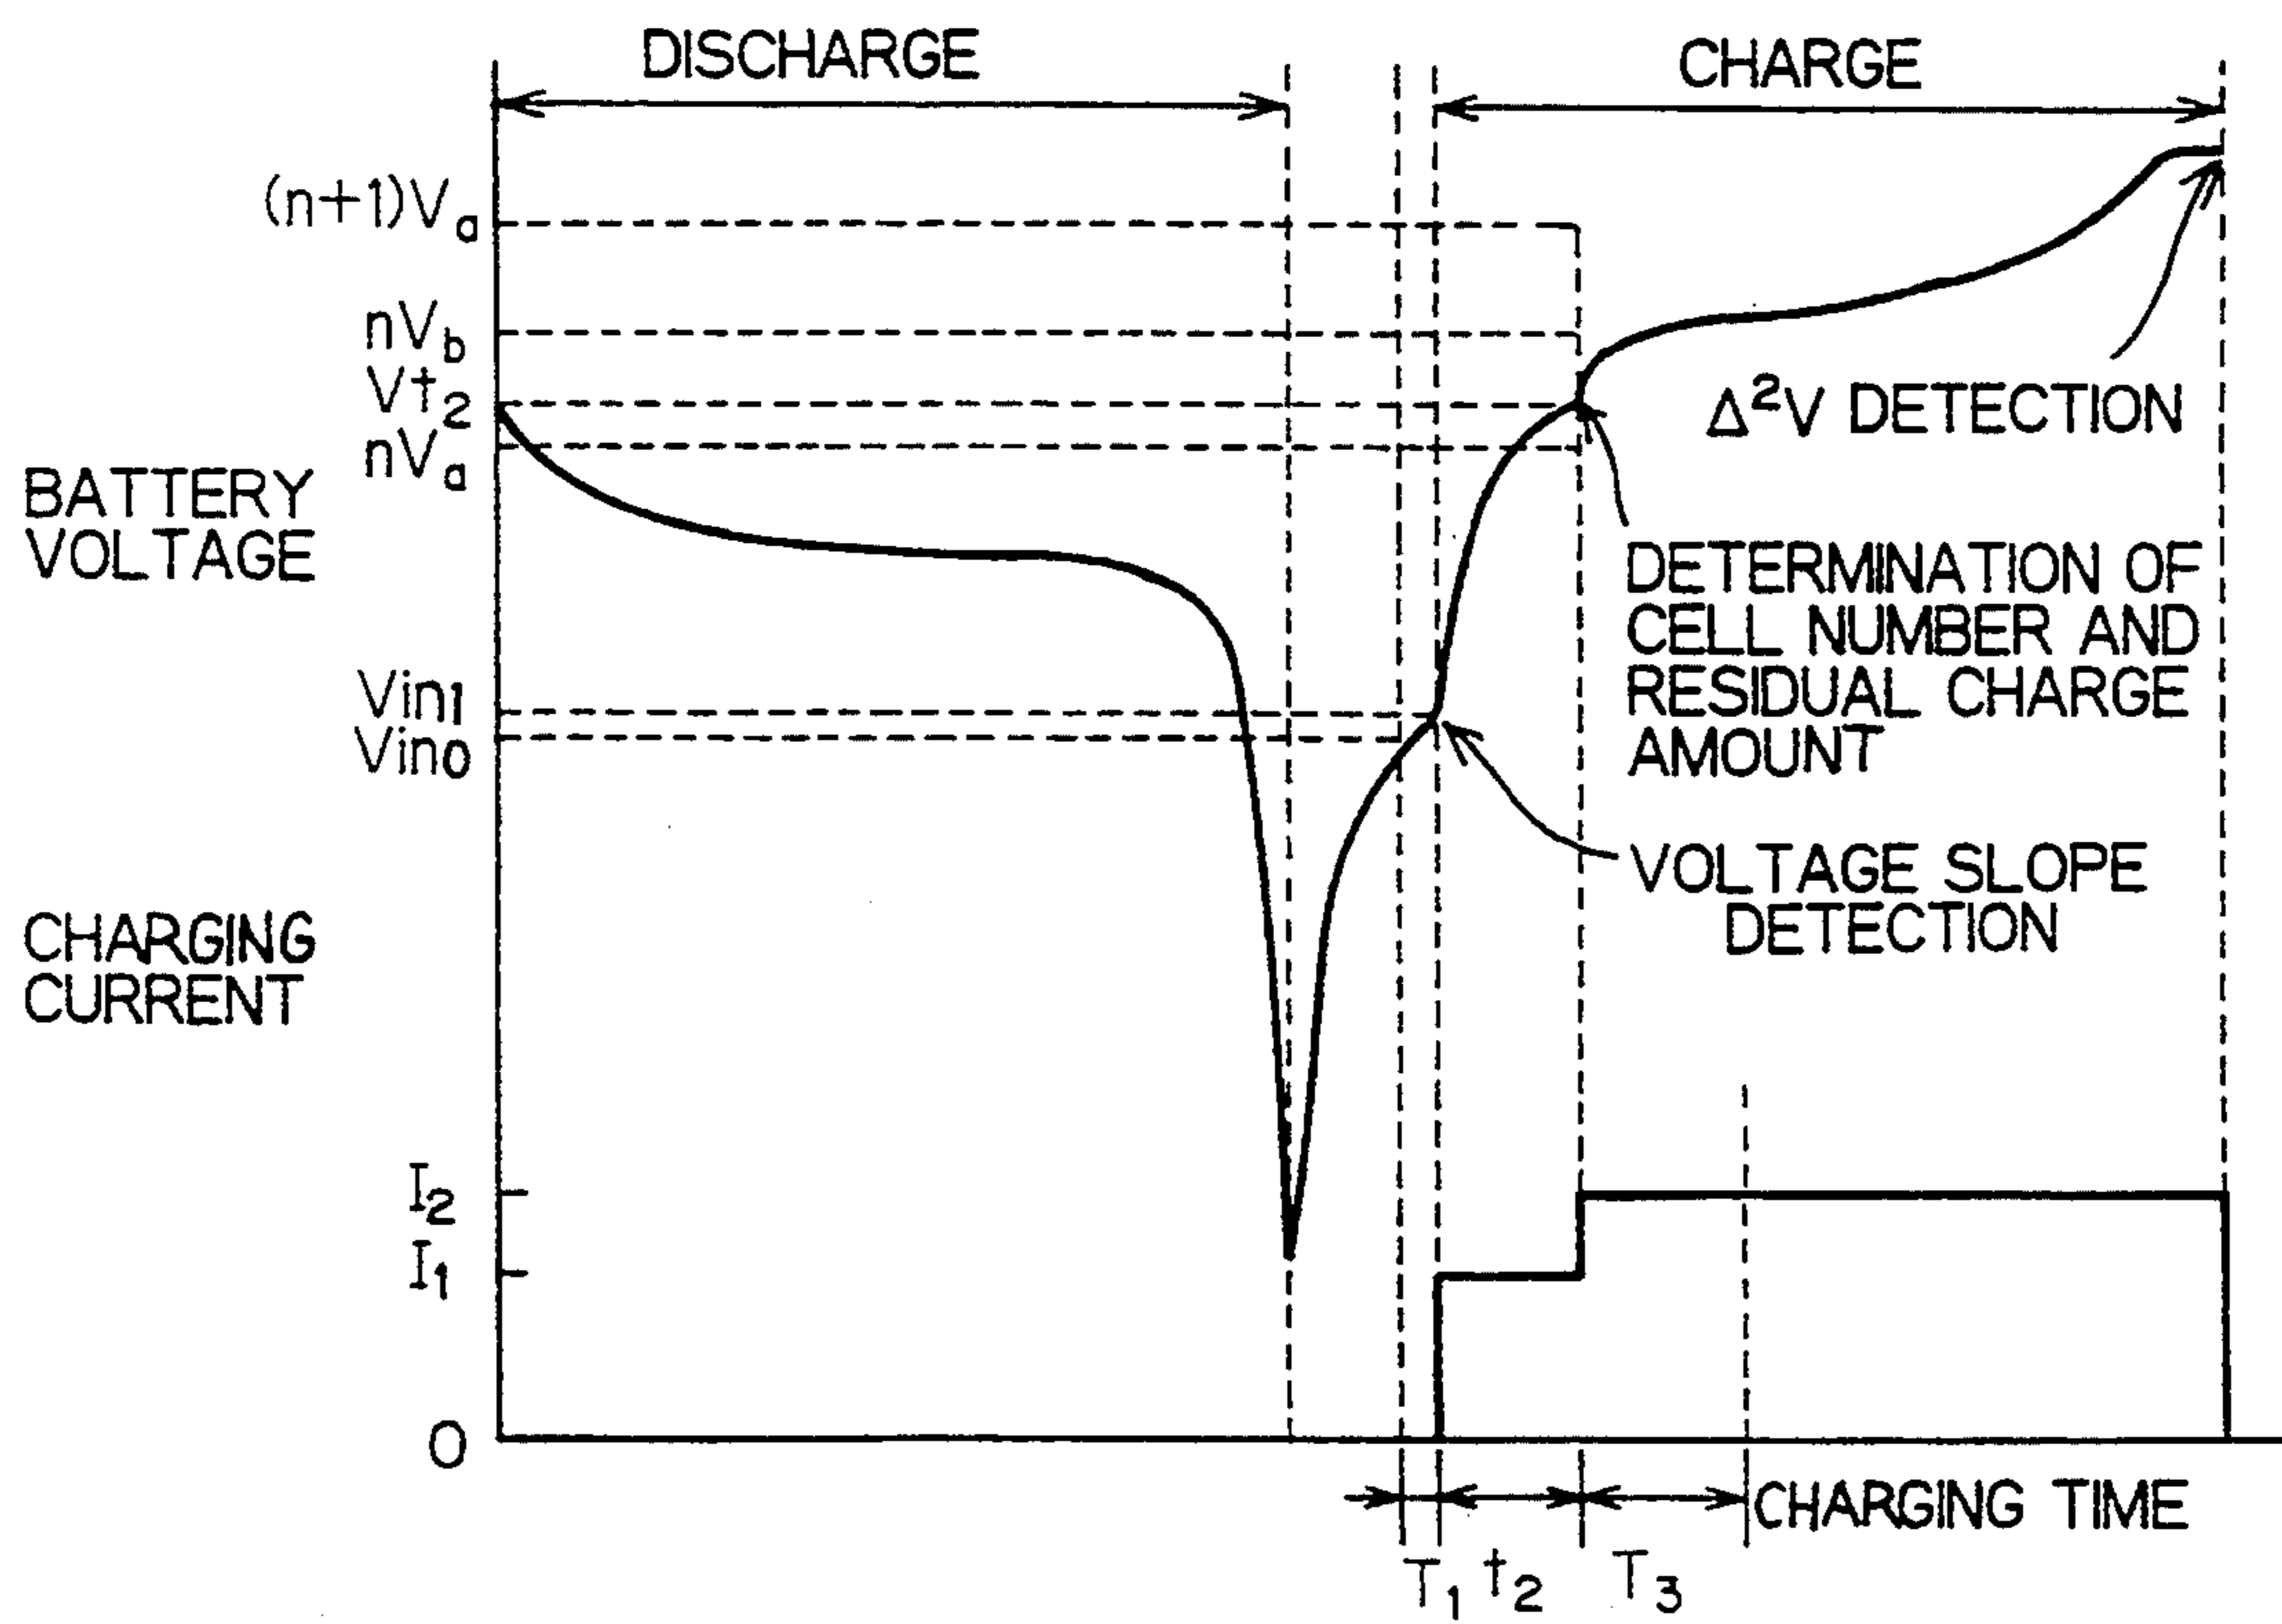 DISCHARGE
CHARGE
(n+1)Va
nVb
Vt2
nVa
BATTERY
VOLTAGE
Δ²V DETECTION
DETERMINATION OF
CELL NUMBER AND
RESIDUAL CHARGE
AMOUNT
Vin1
Vin0
VOLTAGE SLOPE
DETECTION
CHARGING
CURRENT
I2
I1
0
CHARGING TIME
T1 t2 T3